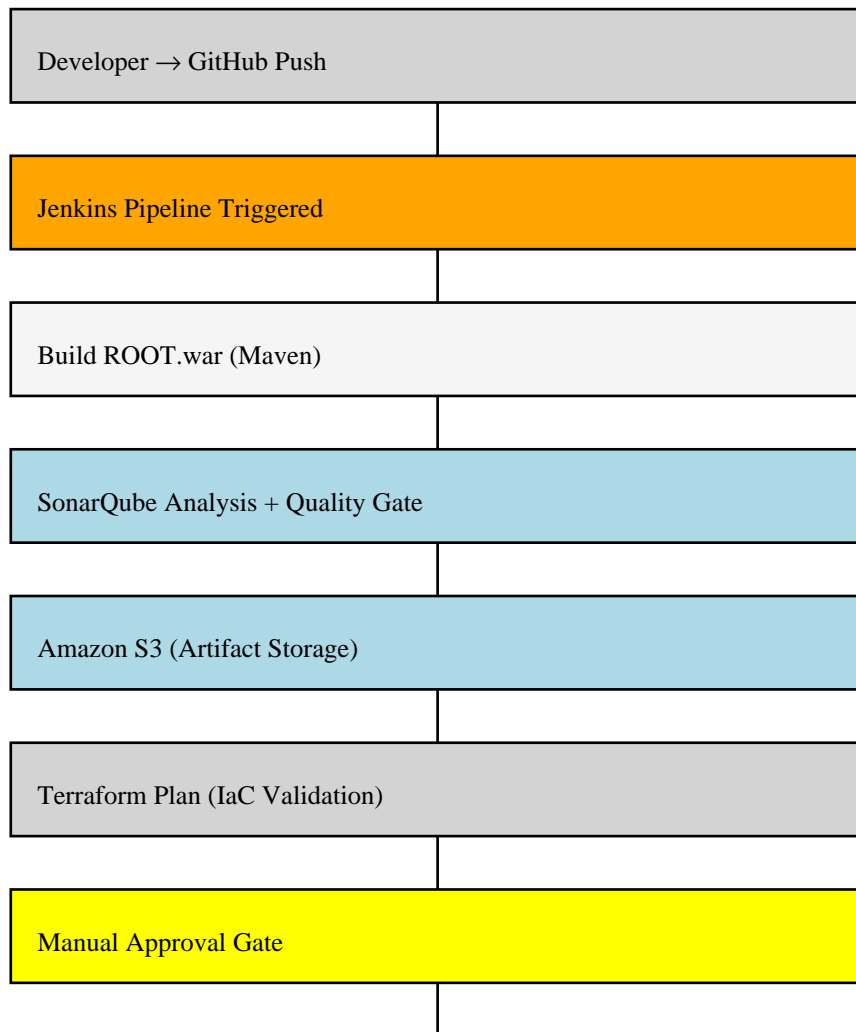 Developer → GitHub Push
Jenkins Pipeline Triggered
Build ROOT.war (Maven)
SonarQube Analysis + Quality Gate
Amazon S3 (Artifact Storage)
Terraform Plan (IaC Validation)
Manual Approval Gate